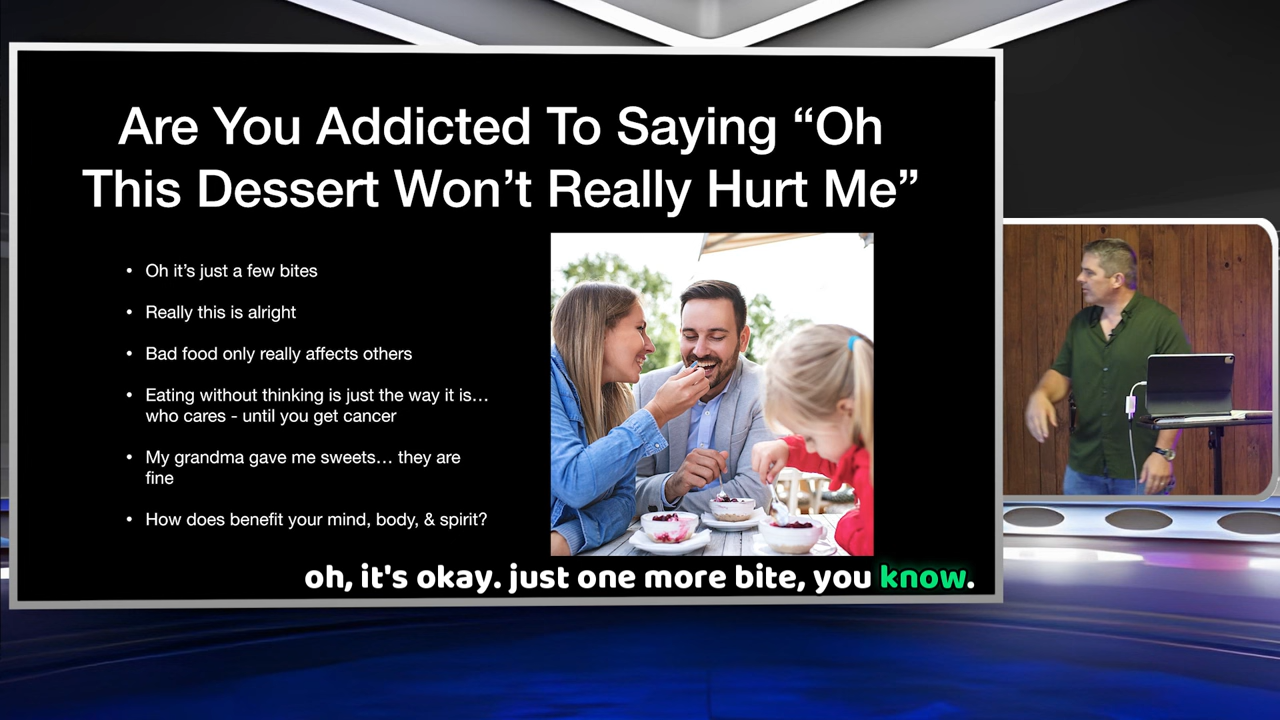 Are You Addicted To Saying “Oh
This Dessert Won’t Really Hurt Me”
• Oh it’s just a few bites
• Really this is alright
• Bad food only really affects others
• Eating without thinking is just the way it is…
who cares - until you get cancer
• My grandma gave me sweets… they are
fine
• How does benefit your mind, body, & spirit?
oh, it's okay. just one more bite, you know.